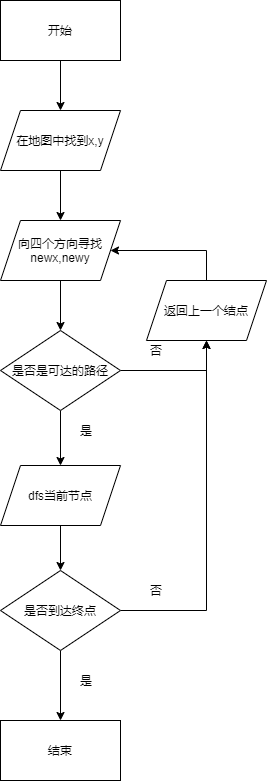 开始
在地图中找到x,y
向四个方向寻找
newx,newy
返回上一个结点
是否是可达的路径
否
是
dfs当前节点
是否到达终点
否
是
结束